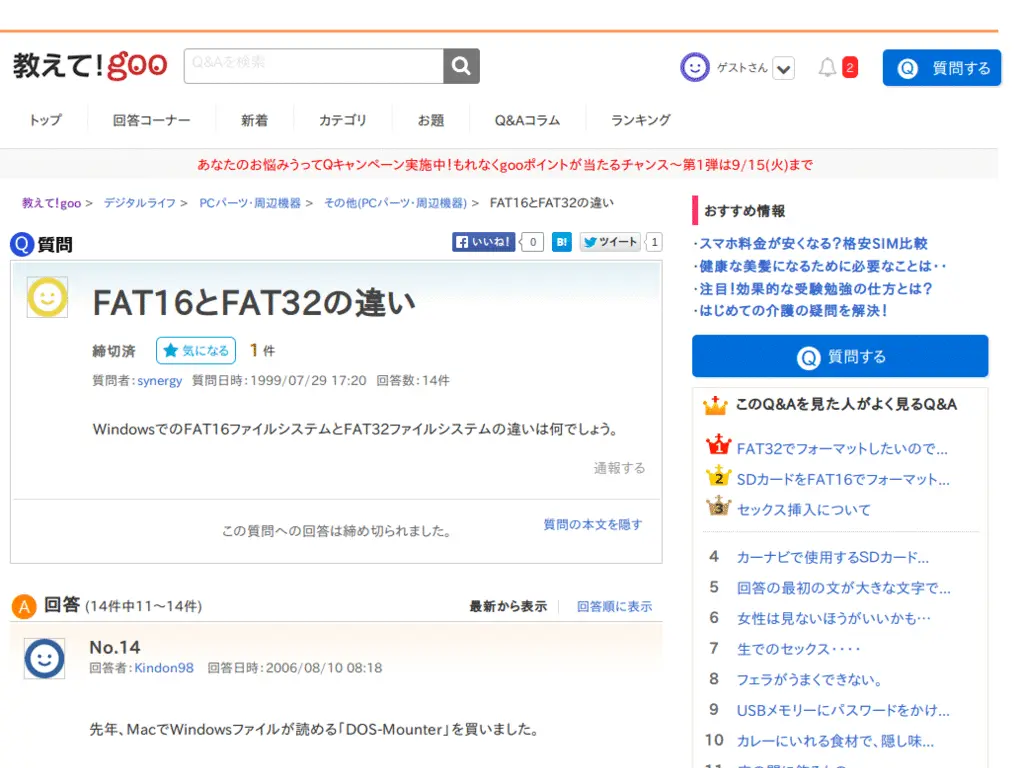 教えて!goo
Q&Aを検索
ゲストさん
2
Q 質問する
トップ 回答コーナー 新着 カテゴリ お題 Q&Aコラム ランキング
あなたのお悩みうってQキャンペーン実施中!もれなくgooポイントが当たるチャンス〜第1弾は9/15(火)まで
教えて!goo > デジタルライフ > PCパーツ・周辺機器 > その他(PCパーツ・周辺機器) > FAT16とFAT32の違い
Q 質問
いいね! 0 B! ツイート 1
FAT16とFAT32の違い
締切済 気になる 1 件
質問者:synergy 質問日時:1999/07/29 17:20 回答数:14件
WindowsでのFAT16ファイルシステムとFAT32ファイルシステムの違いは何でしょう。
通報する
この質問への回答は締め切られました。
質問の本文を隠す
A 回答 (14件中11〜14件)
最新から表示 回答順に表示
No.14
回答者:Kindon98 回答日時:2006/08/10 08:18
先年、MacでWindowsファイルが読める「DOS-Mounter」を買いました。
おすすめ情報
・スマホ料金が安くなる?格安SIM比較
・健康な美髪になるために必要なことは・・
・注目!効果的な受験勉強の仕方とは?
・はじめての介護の疑問を解決!
Q 質問する
このQ&Aを見た人がよく見るQ&A
1 FAT32でフォーマットしたいので...
2 SDカードをFAT16でフォーマット...
3 セックス挿入について
4 カーナビで使用するSDカード...
5 回答の最初の文が大きな文字で...
6 女性は見ないほうがいいかも…
7 生でのセックス・・・・
8 フェラがうまくできない。
9 USBメモリーにパスワードをかけ...
10 カレーにいれる食材で、隠し味...